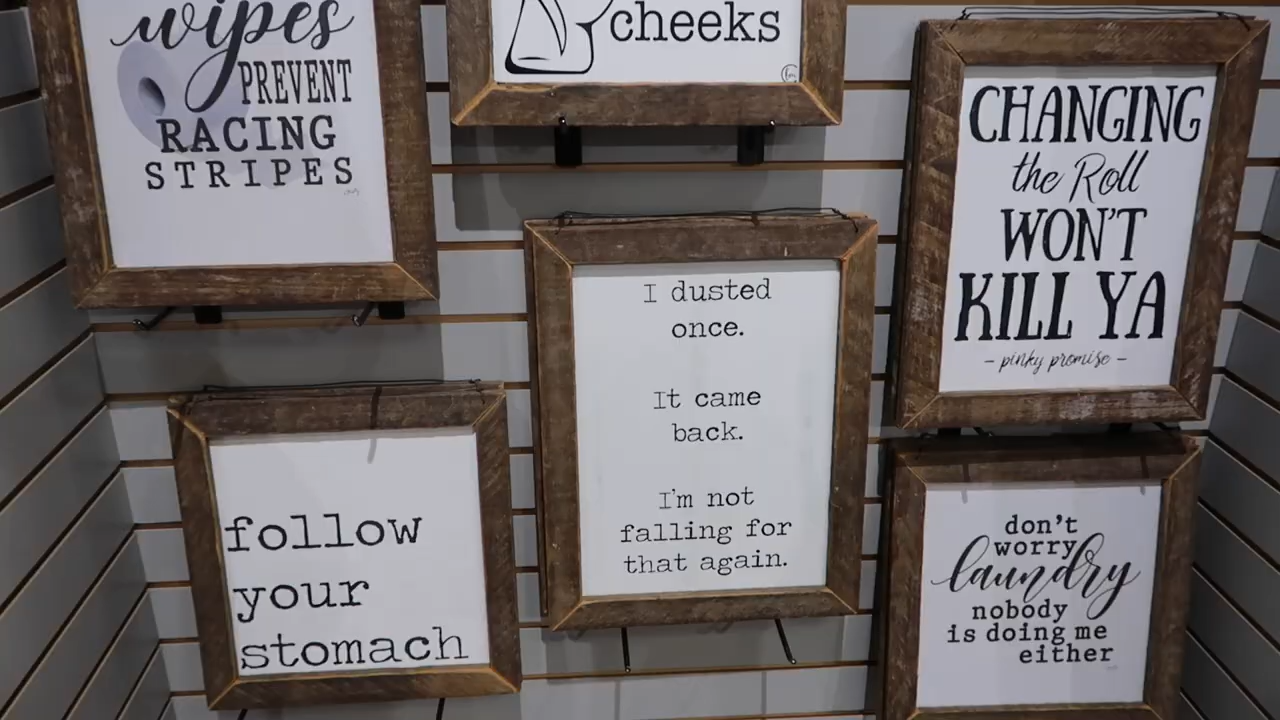 wipes
PREVENT
RACING
STRIPES
cheeks
CHANGING
the Roll
WON'T
KILL YA
- pinky promise -
I dusted
once.
It came
back.
I'm not
falling for
that again.
follow
your
stomach
don't
worry
laundry
nobody
is doing me
either